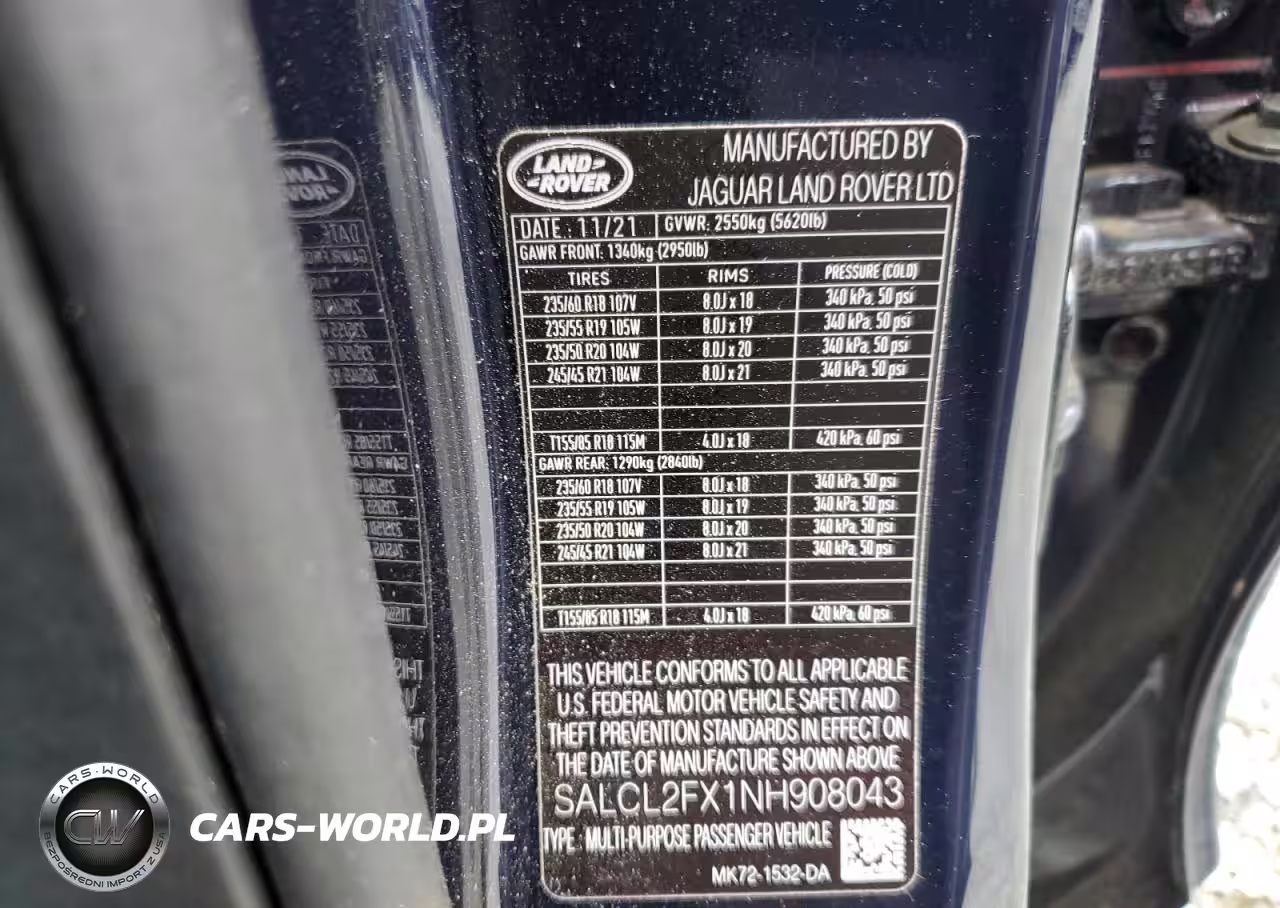 LAND ROVER
MANUFACTURED BY
JAGUAR LAND ROVER LTD
DATE : 11/21 GVWR: 2550kg (5620lb)
GAWR FRONT: 1340kg (2950lb)
TIRES RIMS PRESSURE (COLD)
235/60 R18 107V 8.0J x 18 340 kPa, 50 psi
235/55 R19 105W 8.0J x 19 340 kPa, 50 psi
235/50 R20 104W 8.0J x 20 340 kPa, 50 psi
245/45 R21 104W 8.0J x 21 340 kPa, 50 psi
T155/85 R18 115M 4.0J x 18 420 kPa, 60 psi
GAWR REAR: 1290kg (2840lb)
235/60 R18 107V 8.0J x 18 340 kPa, 50 psi
235/55 R19 105W 8.0J x 19 340 kPa, 50 psi
235/50 R20 104W 8.0J x 20 340 kPa, 50 psi
245/45 R21 104W 8.0J x 21 340 kPa, 50 psi
T155/85 R18 115M 4.0J x 18 420 kPa, 60 psi
THIS VEHICLE CONFORMS TO ALL APPLICABLE
U.S. FEDERAL MOTOR VEHICLE SAFETY AND
THEFT PREVENTION STANDARDS IN EFFECT ON
THE DATE OF MANUFACTURE SHOWN ABOVE
SALCL2FX1NH908043
TYPE : MULTI-PURPOSE PASSENGER VEHICLE
MK72-1532-DA
CARS-WORLD
CW
BEZPOŚREDNI IMPORT Z USA
CARS-WORLD.PL